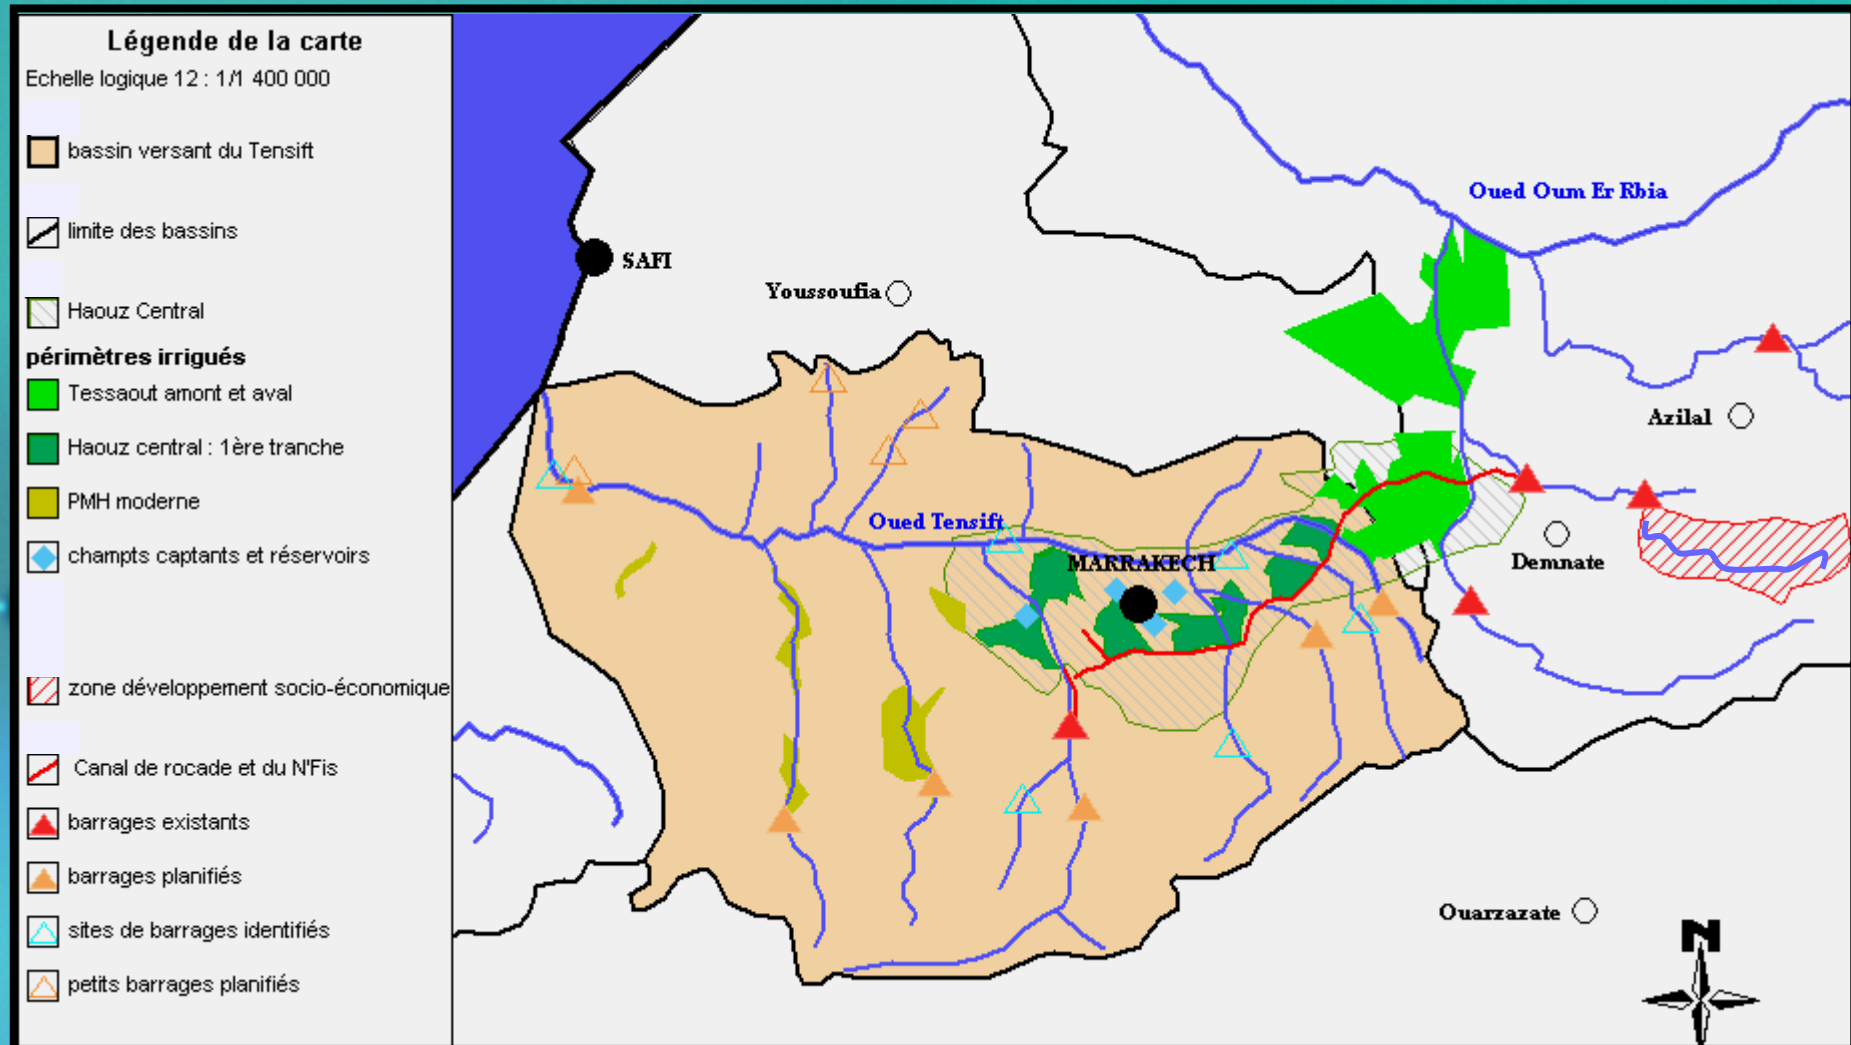 Légende de la carte
Echelle logique 12 : 1/1 400 000
bassin versant du Tensift
limite des bassins
Haouz Central
périmètres irrigués
Tessaout amont et aval
Haouz central : 1ère tranche
PMH moderne
champts captants et réservoirs
zone développement socio-économique
Canal de rocade et du N'Fis
barrages existants
barrages planifiés
sites de barrages identifiés
petits barrages planifiés
Oued Oum Er Rbia
SAFI
Youssoufia
Azilal
Oued Tensift
MARRAKECH
Demnate
Ouarzazate
N